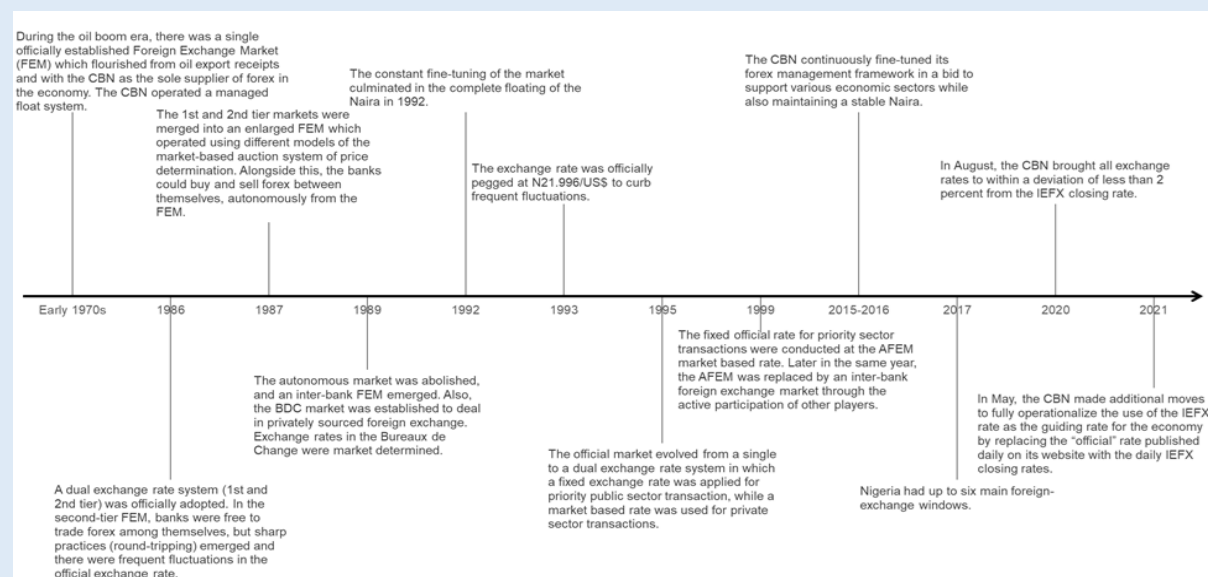 During the oil boom era, there was a single
officially established Foreign Exchange Market
(FEM) which flourished from oil export receipts
and with the CBN as the sole supplier of forex in
the economy. The CBN operated a managed
float system.
The 1st and 2nd tier markets were
merged into an enlarged FEM which
operated using different models of the
market-based auction system of price
determination. Alongside this, the banks
could buy and sell forex between
themselves, autonomously from the
FEM.
The constant fine-tuning of the market
culminated in the complete floating of the
Naira in 1992.
The exchange rate was officially
pegged at N21.996/US$ to curb
frequent fluctuations.
The CBN continuously fine-tuned its
forex management framework in a bid to
support various economic sectors while
also maintaining a stable Naira.
In August, the CBN brought all exchange
rates to within a deviation of less than 2
percent from the IEFX closing rate.
Early 1970s 1986 1987 1989 1992 1993 1995 1999 2015-2016 2017 2020 2021
A dual exchange rate system (1st and
2nd tier) was officially adopted. In the
second-tier FEM, banks were free to
trade forex among themselves, but sharp
practices (round-tripping) emerged and
there were frequent fluctuations in the
official exchange rate.
The autonomous market was abolished,
and an inter-bank FEM emerged. Also,
the BDC market was established to deal
in privately sourced foreign exchange.
Exchange rates in the Bureaux de
Change were market determined.
The official market evolved from a single
to a dual exchange rate system in which
a fixed exchange rate was applied for
priority public sector transaction, while a
market based rate was used for private
sector transactions.
The fixed official rate for priority sector
transactions were conducted at the AFEM
market based rate. Later in the same year,
the AFEM was replaced by an inter-bank
foreign exchange market through the
active participation of other players.
Nigeria had up to six main foreign-
exchange windows.
In May, the CBN made additional moves
to fully operationalize the use of the IEFX
rate as the guiding rate for the economy
by replacing the “official” rate published
daily on its website with the daily IEFX
closing rates.